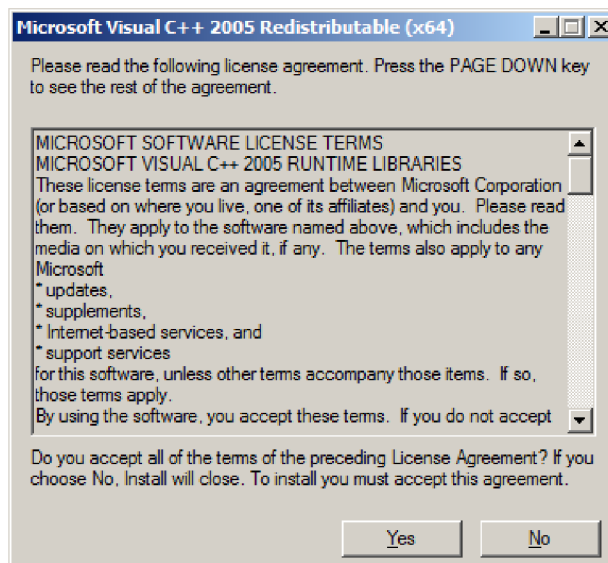 Microsoft Visual C++ 2005 Redistributable (x64)
Please read the following license agreement. Press the PAGE DOWN key
to see the rest of the agreement.
MICROSOFT SOFTWARE LICENSE TERMS
MICROSOFT VISUAL C++ 2005 RUNTIME LIBRARIES
These license terms are an agreement between Microsoft Corporation
(or based on where you live, one of its affiliates) and you.  Please read
them.  They apply to the software named above, which includes the
media on which you received it, if any.  The terms also apply to any
Microsoft
* updates,
* supplements,
* Internet-based services, and
* support services
for this software, unless other terms accompany those items.  If so,
those terms apply.
By using the software, you accept these terms.  If you do not accept
Do you accept all of the terms of the preceding License Agreement? If you
choose No, Install will close. To install you must accept this agreement.
Yes No